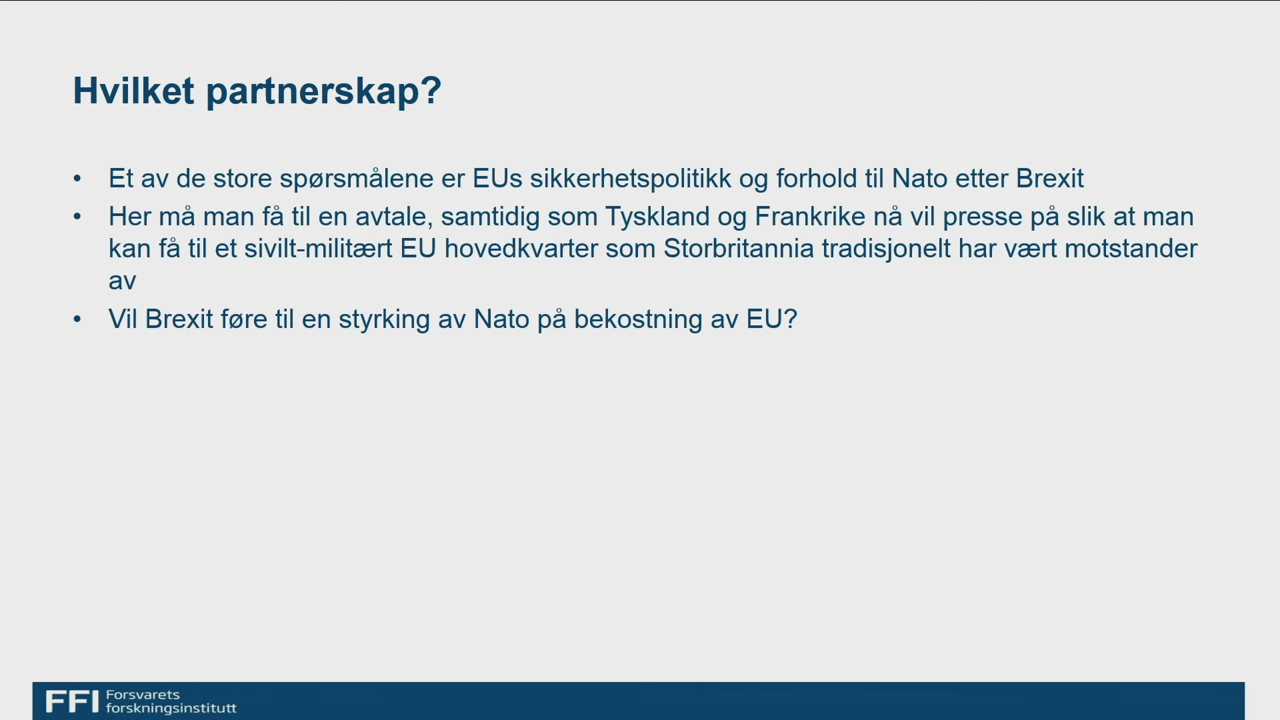 Hvilket partnerskap?
• Et av de store spørsmålene er EUs sikkerhetspolitikk og forhold til Nato etter Brexit
• Her må man få til en avtale, samtidig som Tyskland og Frankrike nå vil presse på slik at man
kan få til et sivilt-militært EU hovedkvarter som Storbritannia tradisjonelt har vært motstander
av
• Vil Brexit føre til en styrking av Nato på bekostning av EU?
FFI Forsvarets
forskningsinstitutt